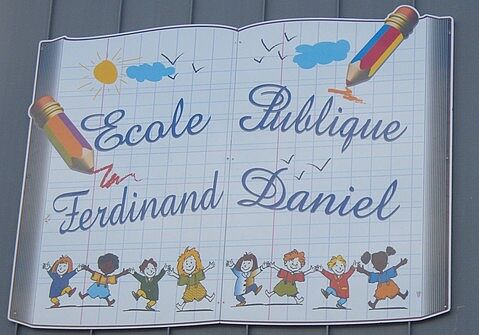 Ecole Publique
Ferdinand Daniel